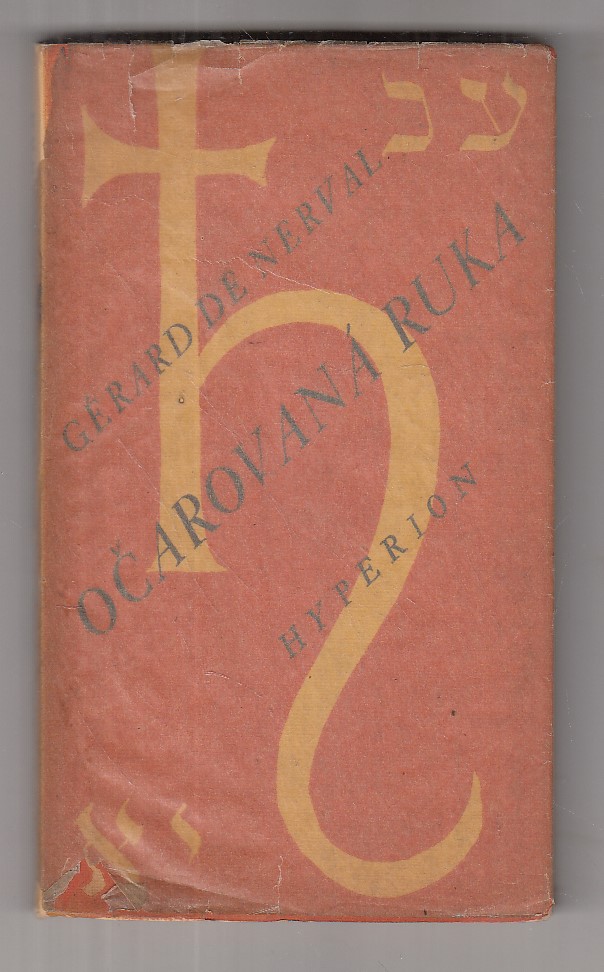 GÉRARD DE NERVAL
OČAROVANÁ RUKA
HYPERION